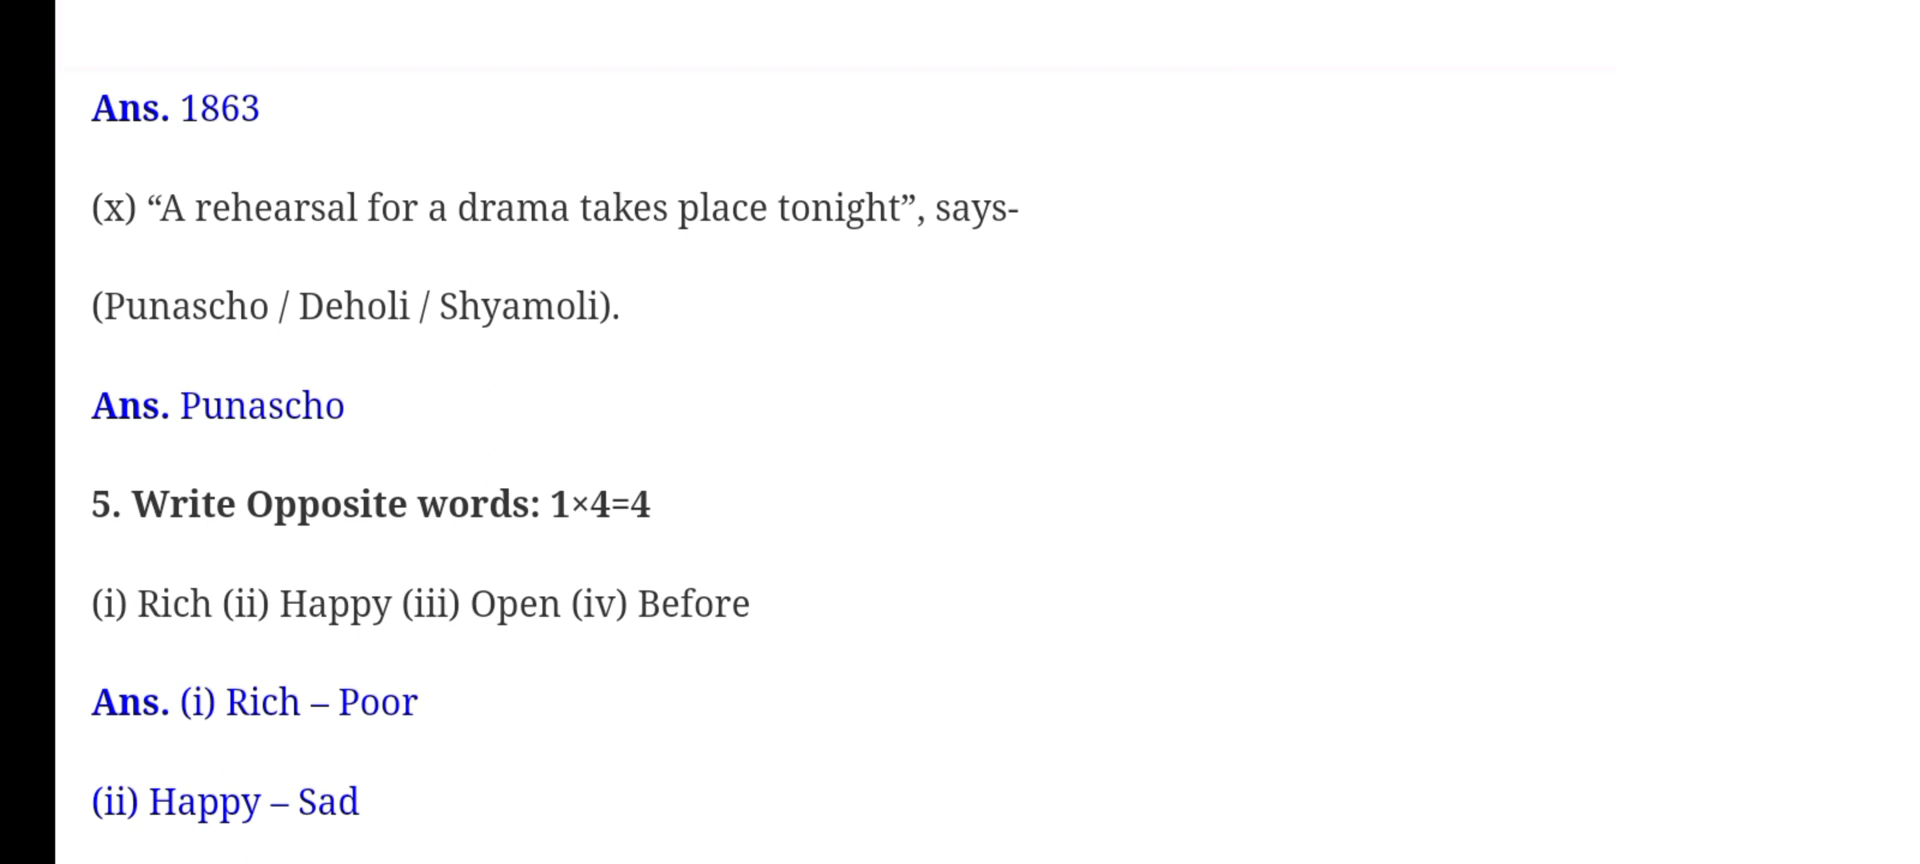 Ans. 1863
(x) “A rehearsal for a drama takes place tonight”, says-
(Punascho / Deholi / Shyamoli).
Ans. Punascho
5. Write Opposite words: 1×4=4
(i) Rich (ii) Happy (iii) Open (iv) Before
Ans. (i) Rich – Poor
(ii) Happy – Sad